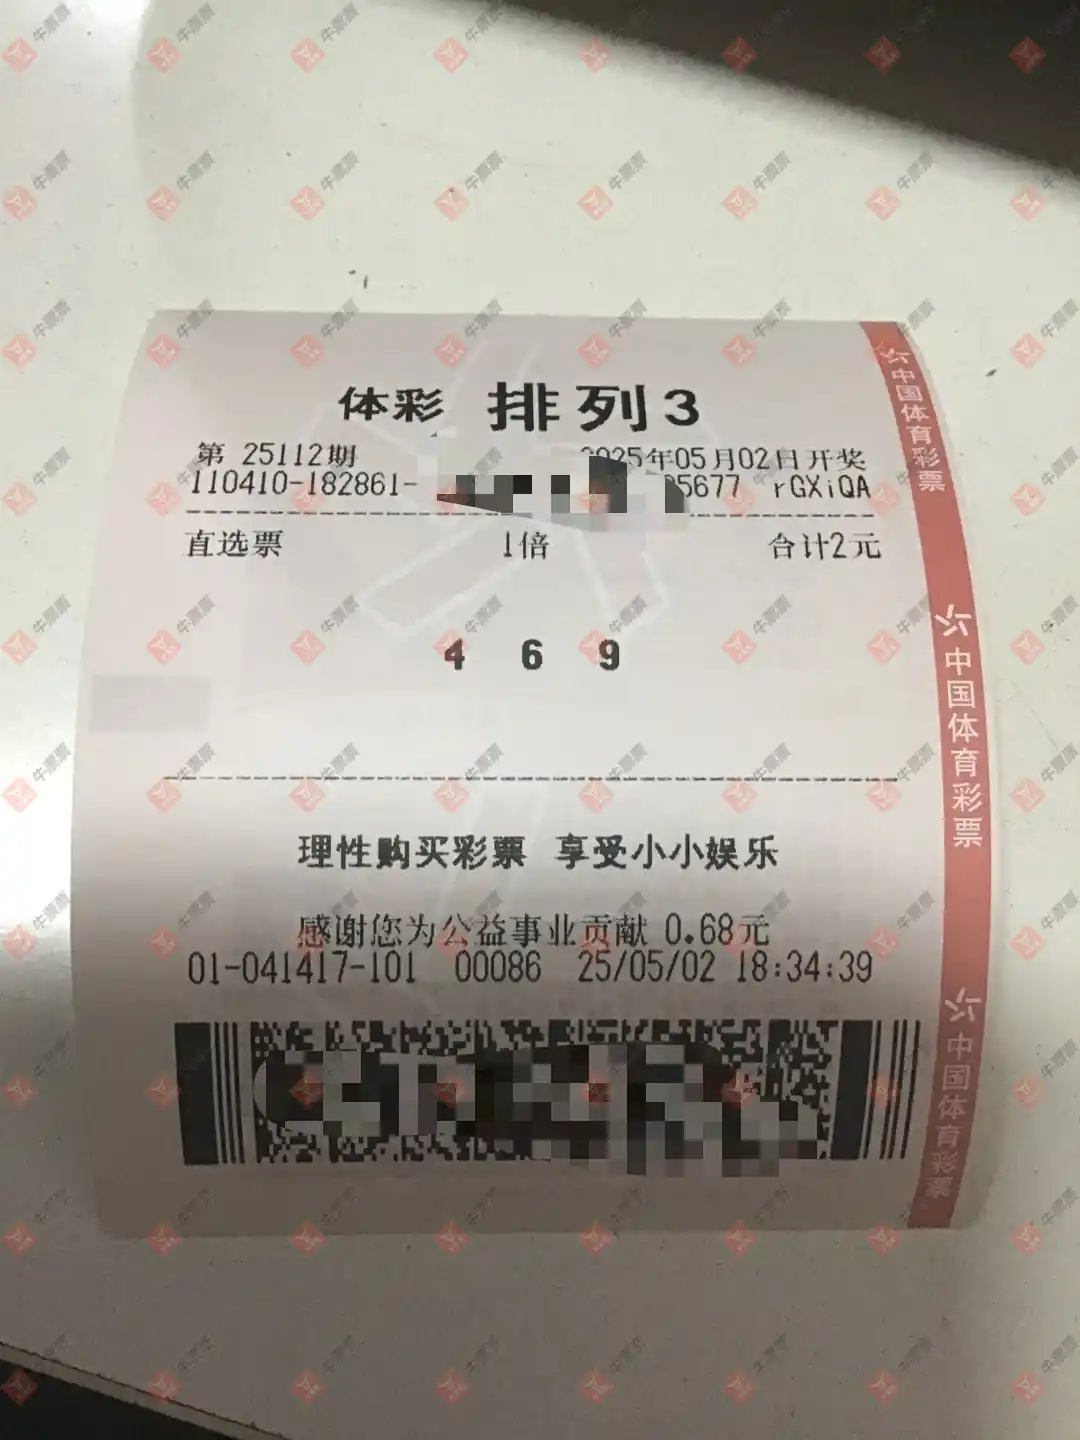 体彩 排列3
第 25112期 2025年05月02日开奖
110410-182861- 5677 rGXiQA
直选票 1倍 合计2元
4 6 9
理性购买彩票 享受小小娱乐
感谢您为公益事业贡献 0.68元
01-041417-101 00086 25/05/02 18:34:39
中国体育彩票
中国体育彩票
中国体育彩票
牛票票